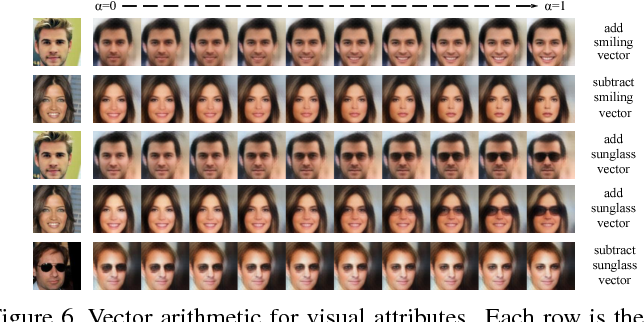 α=0
α=1
add
smiling
vector
subtract
smiling
vector
add
sunglass
vector
add
sunglass
vector
subtract
sunglass
vector
Figure 6. Vector arithmetic for visual attributes. Each row is the